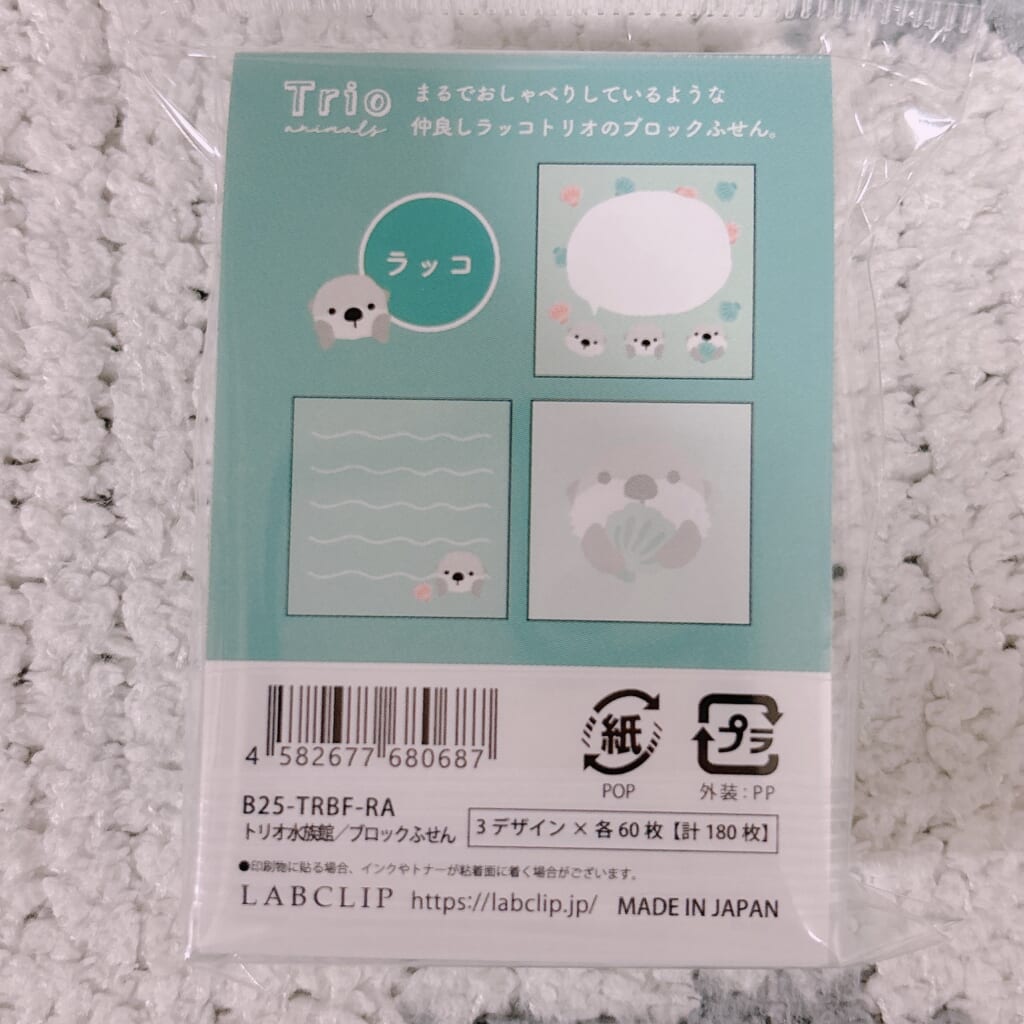 Trio
animals
まるでおしゃべりしているような
仲良しラッコトリオのブロックふせん。
ラッコ
4 582677 680687
紙
POP
プラ
外装：PP
B25-TRBF-RA
トリオ水族館／ブロックふせん
3デザイン×各60枚【計180枚】
●印刷物に貼る場合、インクやトナーが粘着面に着く場合がございます。
LABCLIP https://labclip.jp/ MADE IN JAPAN